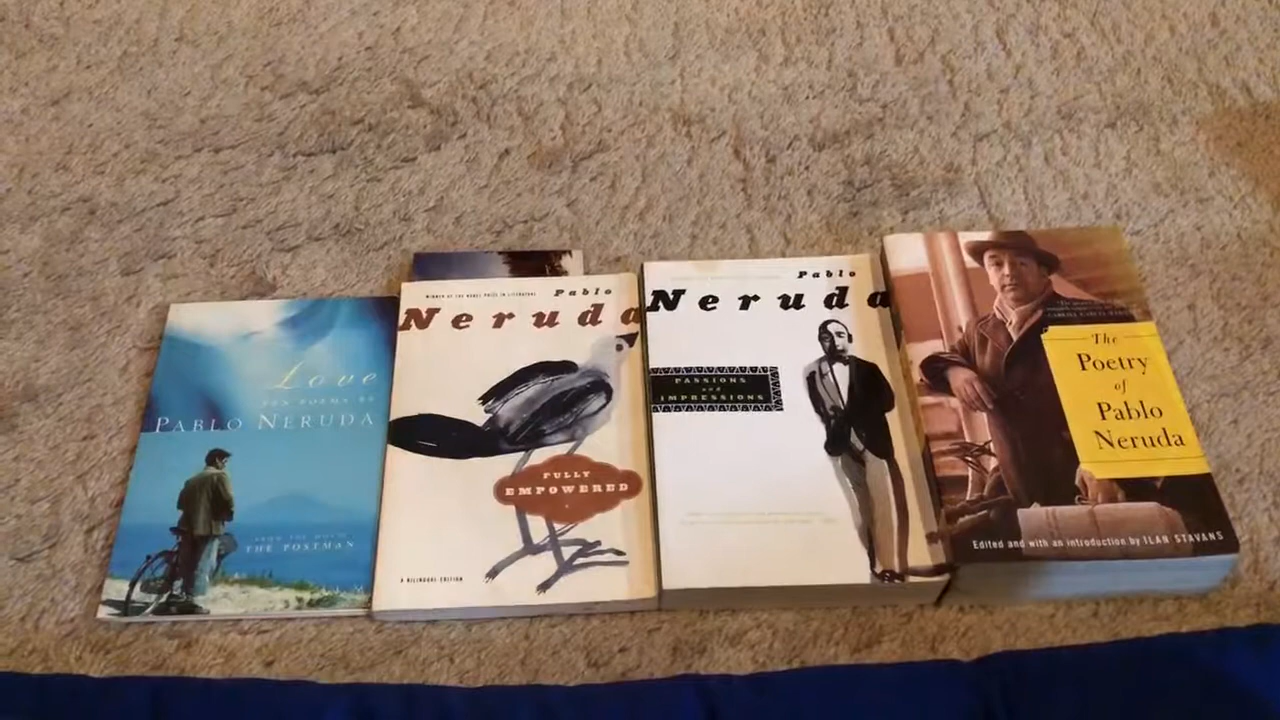 Love
TEN POEMS BY
PABLO NERUDA
FROM THE MOVIE
THE POSTMAN
WINNER OF THE NOBEL PRIZE IN LITERATURE
Pablo
Neruda
FULLY
EMPOWERED
A BILINGUAL EDITION
Pablo
Neruda
PASSIONS
and
IMPRESSIONS
The
Poetry
of
Pablo
Neruda
Edited and with an introduction by ILAN STAVANS